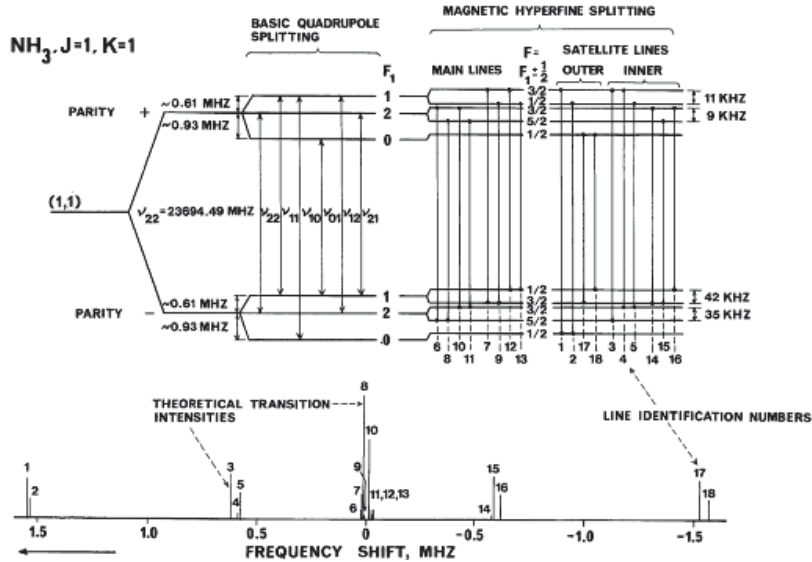 MAGNETIC HYPERFINE SPLITTING
BASIC QUADRUPOLE
SPLITTING
NH3, J=1, K=1
F1
MAIN LINES
F=
F1 ± 1/2
SATELLITE LINES
OUTER
INNER
PARITY +
~0.61 MHZ
~0.93 MHZ
1
2
0
3/2
1/2
3/2
5/2
1/2
11 KHZ
9 KHZ
(1,1)
ν22=23694.49 MHZ
ν22 ν11 ν10 ν01 ν12 ν21
PARITY -
~0.61 MHZ
~0.93 MHZ
1
2
0
1/2
3/2
3/2
5/2
1/2
42 KHZ
35 KHZ
6 8 10 11 7 9 12 13
1 2 17 18 3 4 5 14 15 16
THEORETICAL TRANSITION
INTENSITIES
LINE IDENTIFICATION NUMBERS
1 2 3 4 5 6 7 9 8 10 11,12,13 14 15 16 17 18
1.5 1.0 0.5 0 -0.5 -1.0 -1.5
FREQUENCY SHIFT, MHZ